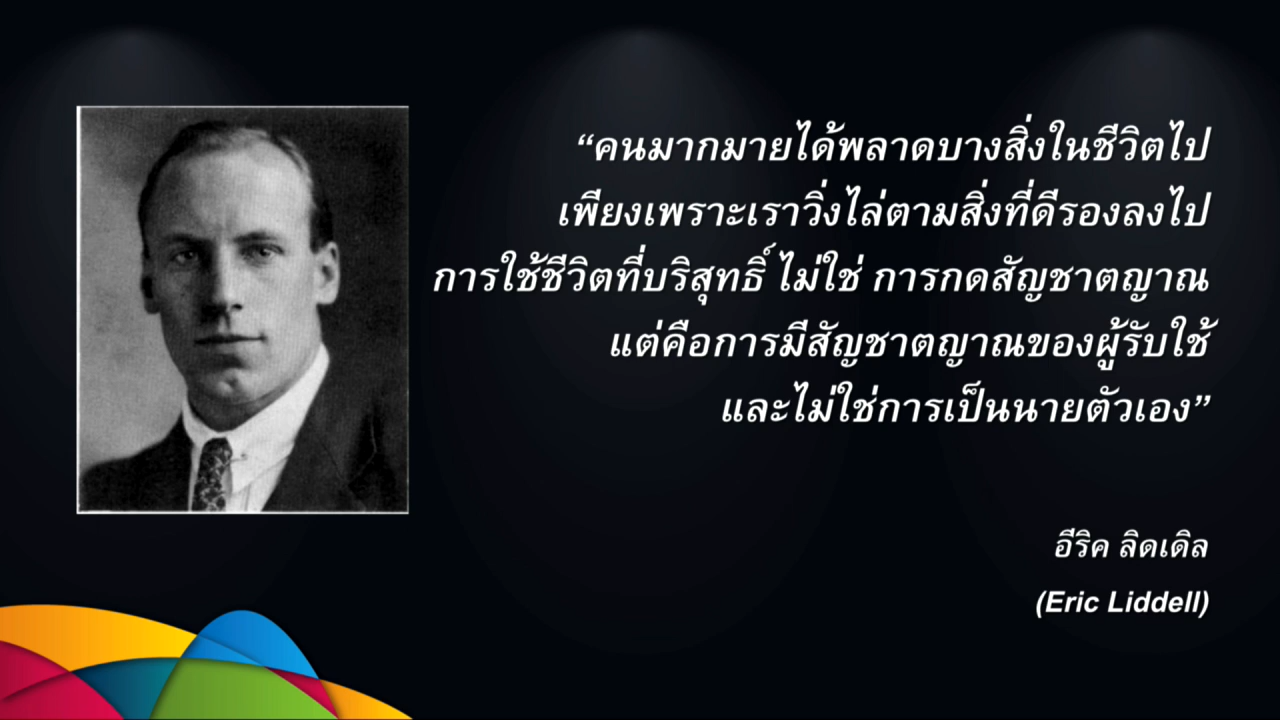 “คนมากมายได้พลาดบางสิ่งในชีวิตไป
เพียงเพราะเราวิ่งไล่ตามสิ่งที่ดีรองลงไป
การใช้ชีวิตที่บริสุทธิ์ ไม่ใช่ การกดสัญชาตญาณ
แต่คือการมีสัญชาตญาณของผู้รับใช้
และไม่ใช่การเป็นนายตัวเอง”
อีริค ลิดเดิล
(Eric Liddell)